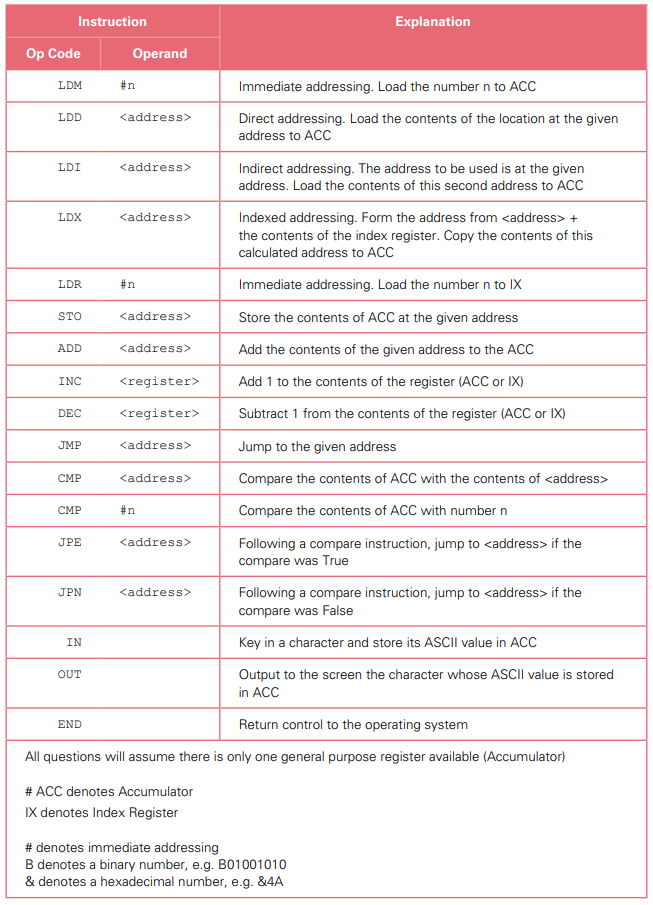 Instruction Explanation
Op Code Operand
LDM #n Immediate addressing. Load the number n to ACC
LDD <address> Direct addressing. Load the contents of the location at the given
address to ACC
LDI <address> Indirect addressing. The address to be used is at the given
address. Load the contents of this second address to ACC
LDX <address> Indexed addressing. Form the address from <address> +
the contents of the index register. Copy the contents of this
calculated address to ACC
LDR #n Immediate addressing. Load the number n to IX
STO <address> Store the contents of ACC at the given address
ADD <address> Add the contents of the given address to the ACC
INC <register> Add 1 to the contents of the register (ACC or IX)
DEC <register> Subtract 1 from the contents of the register (ACC or IX)
JMP <address> Jump to the given address
CMP <address> Compare the contents of ACC with the contents of <address>
CMP #n Compare the contents of ACC with number n
JPE <address> Following a compare instruction, jump to <address> if the
compare was True
JPN <address> Following a compare instruction, jump to <address> if the
compare was False
IN Key in a character and store its ASCII value in ACC
OUT Output to the screen the character whose ASCII value is stored
in ACC
END Return control to the operating system
All questions will assume there is only one general purpose register available (Accumulator)
# ACC denotes Accumulator
IX denotes Index Register
# denotes immediate addressing
B denotes a binary number, e.g. B01001010
& denotes a hexadecimal number, e.g. &4A